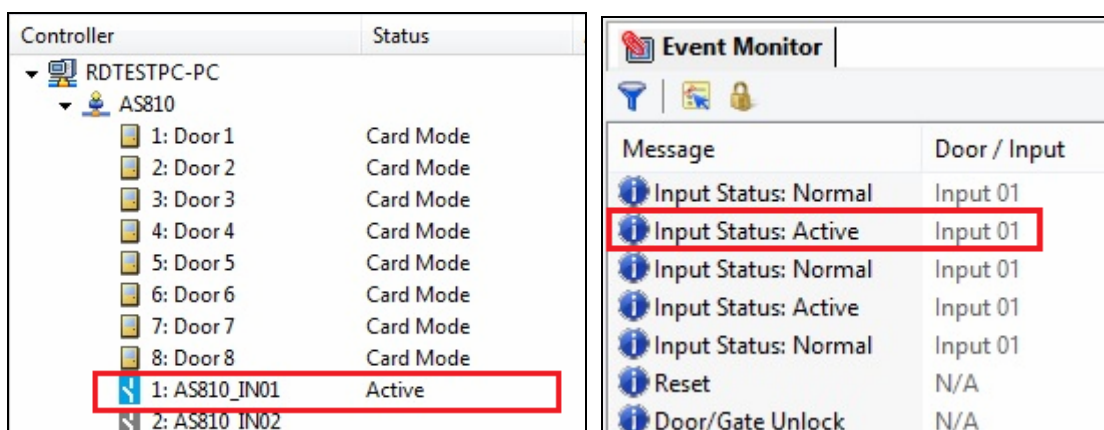 Controller Status
RDTESTPC-PC
AS810
1: Door 1 Card Mode
2: Door 2 Card Mode
3: Door 3 Card Mode
4: Door 4 Card Mode
5: Door 5 Card Mode
6: Door 6 Card Mode
7: Door 7 Card Mode
8: Door 8 Card Mode
1: AS810_IN01 Active
2: AS810_IN02
Event Monitor
Message Door / Input
Input Status: Normal Input 01
Input Status: Active Input 01
Input Status: Normal Input 01
Input Status: Active Input 01
Input Status: Normal Input 01
Reset N/A
Door/Gate Unlock N/A